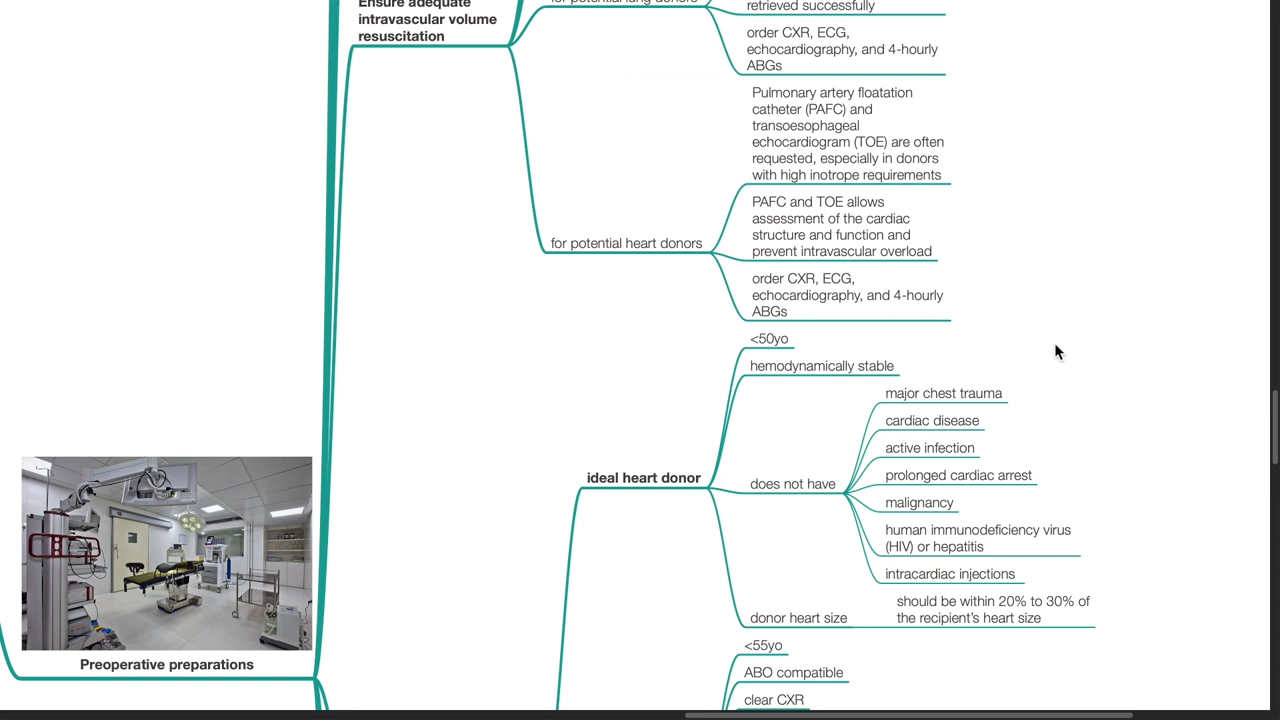 Ensure adequate
intravascular volume
resuscitation
for potential lung donors
retrieved successfully
order CXR, ECG,
echocardiography, and 4-hourly
ABGs
for potential heart donors
Pulmonary artery floatation
catheter (PAFC) and
transoesophageal
echocardiogram (TOE) are often
requested, especially in donors
with high inotrope requirements
PAFC and TOE allows
assessment of the cardiac
structure and function and
prevent intravascular overload
order CXR, ECG,
echocardiography, and 4-hourly
ABGs
ideal heart donor
<50yo
hemodynamically stable
does not have
major chest trauma
cardiac disease
active infection
prolonged cardiac arrest
malignancy
human immunodeficiency virus
(HIV) or hepatitis
intracardiac injections
donor heart size
should be within 20% to 30% of
the recipient's heart size
<55yo
ABO compatible
clear CXR
Preoperative preparations